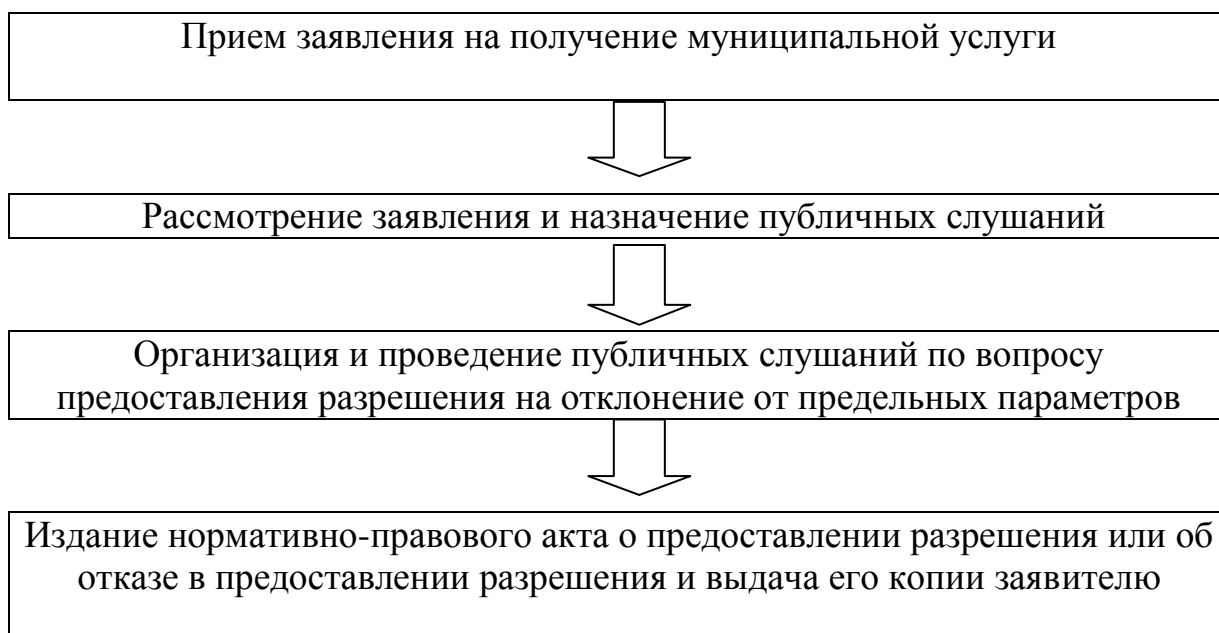 Прием заявления на получение муниципальной услуги
Рассмотрение заявления и назначение публичных слушаний
Организация и проведение публичных слушаний по вопросу
предоставления разрешения на отклонение от предельных параметров
Издание нормативно-правового акта о предоставлении разрешения или об
отказе в предоставлении разрешения и выдача его копии заявителю